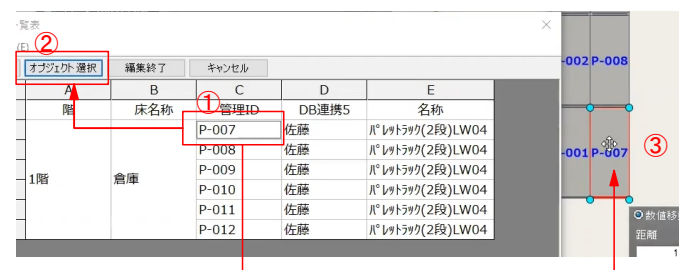 覧表
(E)
②
オブジェクト選択 編集終了 キャンセル
A B C D E
階 床名称 ①管理ID DB連携5 名称
1階 倉庫 P-007 佐藤 パレットラック(2段)LW04
P-008 佐藤 パレットラック(2段)LW04
P-009 佐藤 パレットラック(2段)LW04
P-010 佐藤 パレットラック(2段)LW04
P-011 佐藤 パレットラック(2段)LW04
P-012 佐藤 パレットラック(2段)LW04
-002 P-008
-001 P-007
③
数値移
距離
1